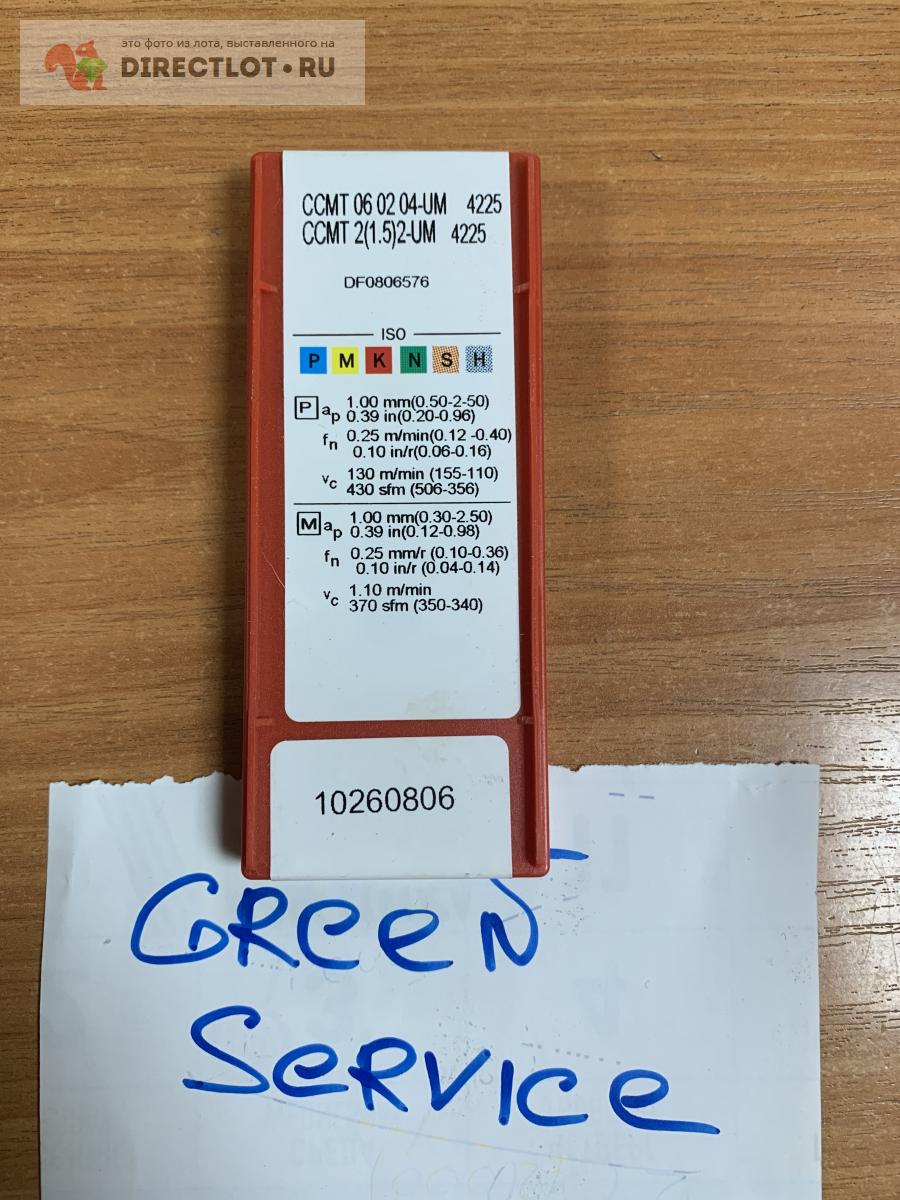 это фото из лота, выставленного на
DIRECTLOT•RU
CCMT 06 02 04-UM 4225
CCMT 2(1.5)2-UM 4225
DF0806576
ISO
P M K N S H
P ap 1.00 mm(0.50-2-50)
0.39 in(0.20-0.96)
fn 0.25 m/min(0.12 -0.40)
0.10 in/r(0.06-0.16)
vc 130 m/min (155-110)
430 sfm (506-356)
M ap 1.00 mm(0.30-2.50)
0.39 in(0.12-0.98)
fn 0.25 mm/r (0.10-0.36)
0.10 in/r (0.04-0.14)
vc 1.10 m/min
370 sfm (350-340)
10260806
GReeN
SeRVICe